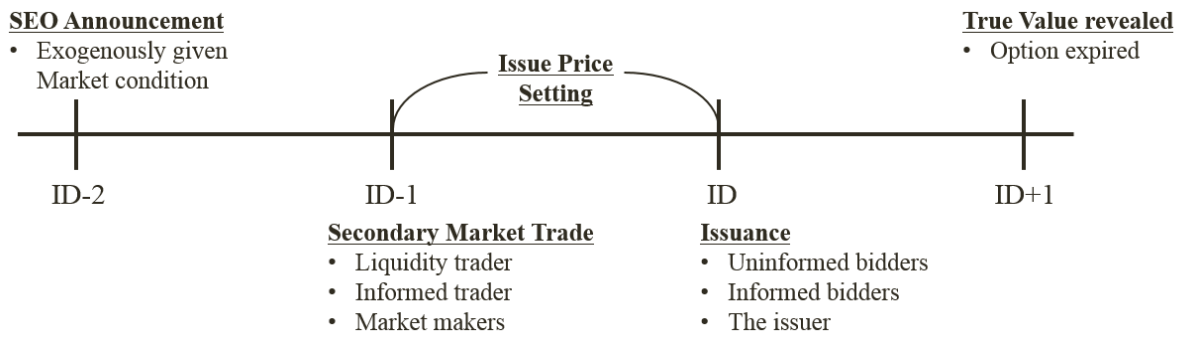 SEO Announcement
• Exogenously given
Market condition
Issue Price
Setting
True Value revealed
• Option expired
ID-2
ID-1
ID
ID+1
Secondary Market Trade
• Liquidity trader
• Informed trader
• Market makers
Issuance
• Uninformed bidders
• Informed bidders
• The issuer